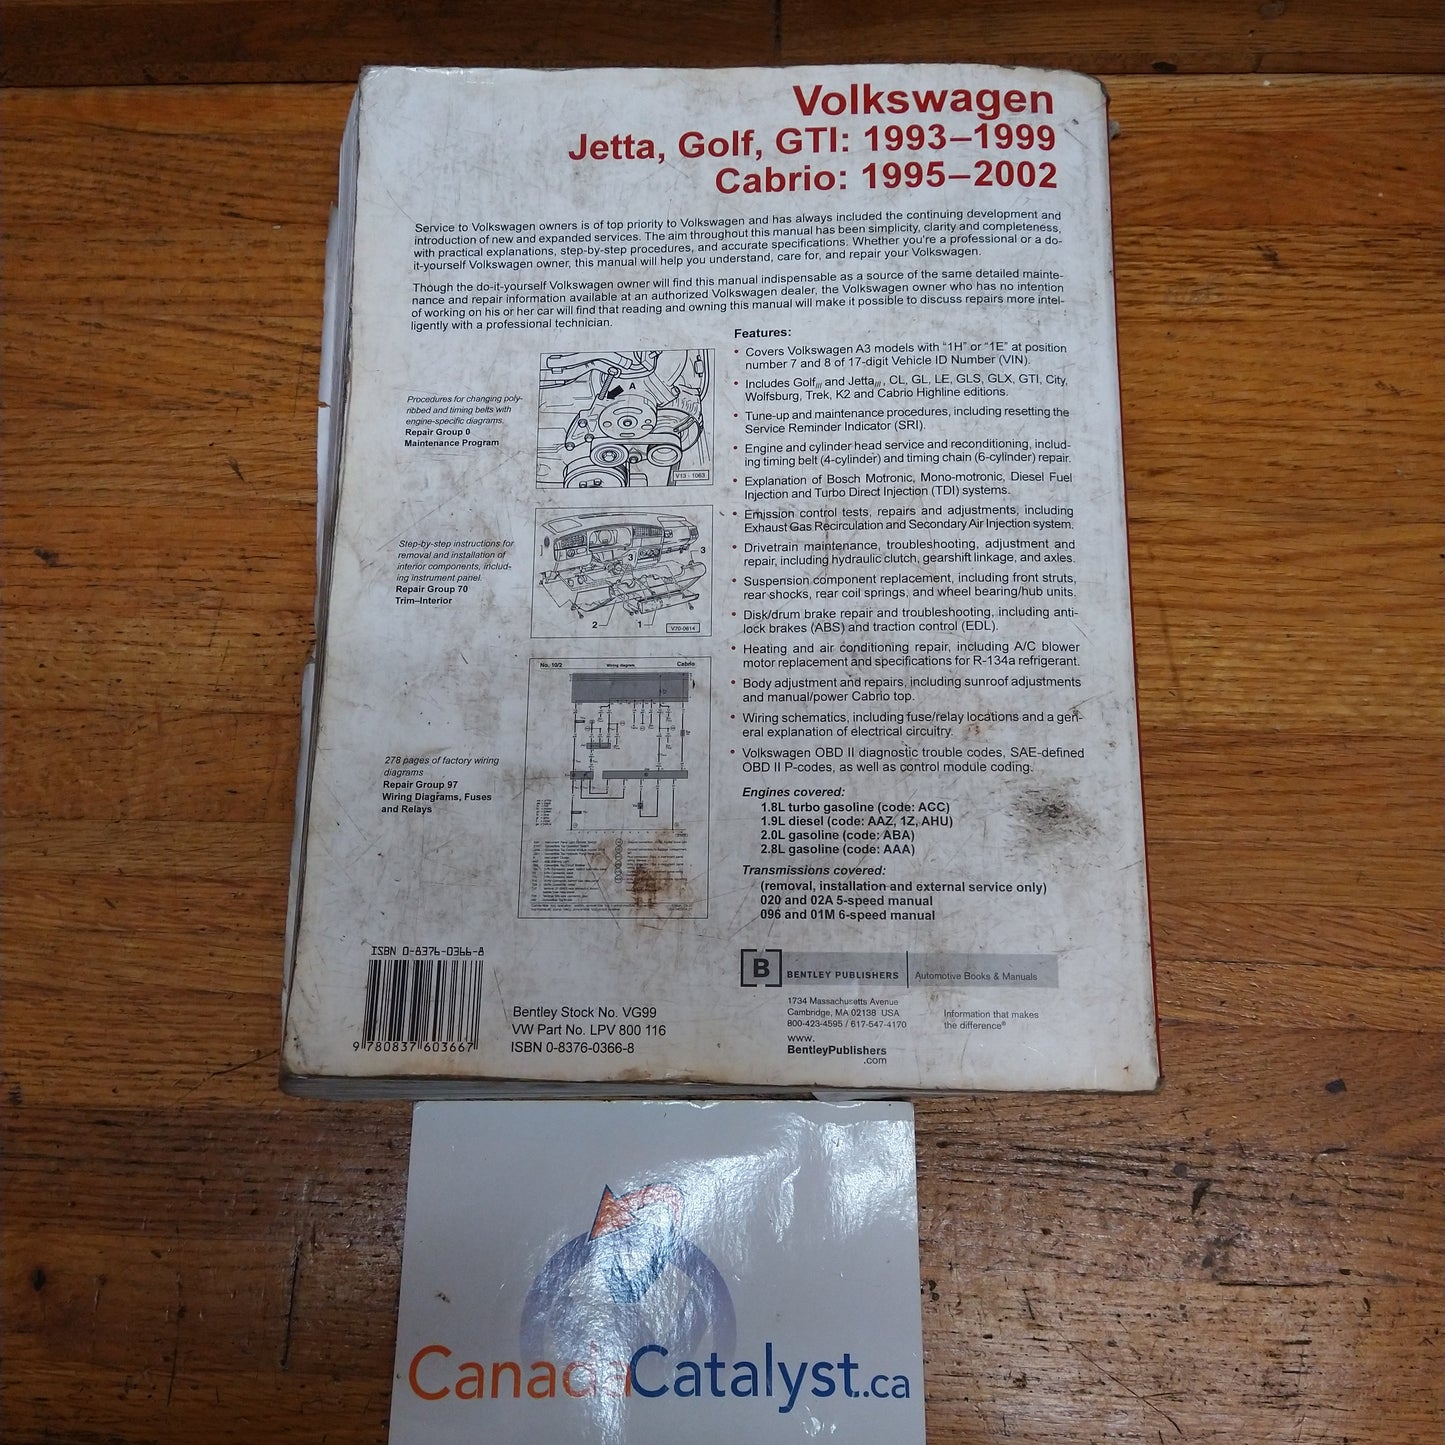 Volkswagen
Jetta, Golf, GTI: 1993–1999
Cabrio: 1995–2002
Service to Volkswagen owners is of top priority to Volkswagen and has always included the continuing development and
introduction of new and expanded services. The aim throughout this manual has been simplicity, clarity and completeness,
with practical explanations, step-by-step procedures, and accurate specifications. Whether you're a professional or a do-
it-yourself Volkswagen owner, this manual will help you understand, care for, and repair your Volkswagen.
Though the do-it-yourself Volkswagen owner will find this manual indispensable as a source of the same detailed mainte-
nance and repair information available at an authorized Volkswagen dealer, the Volkswagen owner who has no intention
of working on his or her car will find that reading and owning this manual will make it possible to discuss repairs more intel-
ligently with a professional technician.
Procedures for changing poly-
ribbed and timing belts with
engine-specific diagrams.
Repair Group 0
Maintenance Program
A
V13 - 1063
Step-by-step instructions for
removal and installation of
interior components, includ-
ing instrument panel.
Repair Group 70
Trim–Interior
3
3
2
1
V70-0614
278 pages of factory wiring
diagrams
Repair Group 97
Wiring Diagrams, Fuses
and Relays
No. 10/2
Wiring diagram
Cabrio
Features:
• Covers Volkswagen A3 models with "1H" or "1E" at position
number 7 and 8 of 17-digit Vehicle ID Number (VIN).
• Includes Golf III and Jetta III, CL, GL, LE, GLS, GLX, GTI, City,
Wolfsburg, Trek, K2 and Cabrio Highline editions.
• Tune-up and maintenance procedures, including resetting the
Service Reminder Indicator (SRI).
• Engine and cylinder head service and reconditioning, includ-
ing timing belt (4-cylinder) and timing chain (6-cylinder) repair.
• Explanation of Bosch Motronic, Mono-motronic, Diesel Fuel
Injection and Turbo Direct Injection (TDI) systems.
• Emission control tests, repairs and adjustments, including
Exhaust Gas Recirculation and Secondary Air Injection system.
• Drivetrain maintenance, troubleshooting, adjustment and
repair, including hydraulic clutch, gearshift linkage, and axles.
• Suspension component replacement, including front struts,
rear shocks, rear coil springs, and wheel bearing/hub units.
• Disk/drum brake repair and troubleshooting, including anti-
lock brakes (ABS) and traction control (EDL).
• Heating and air conditioning repair, including A/C blower
motor replacement and specifications for R-134a refrigerant.
• Body adjustment and repairs, including sunroof adjustments
and manual/power Cabrio top.
• Wiring schematics, including fuse/relay locations and a gen-
eral explanation of electrical circuitry.
• Volkswagen OBD II diagnostic trouble codes, SAE-defined
OBD II P-codes, as well as control module coding.
Engines covered:
1.8L turbo gasoline (code: ACC)
1.9L diesel (code: AAZ, 1Z, AHU)
2.0L gasoline (code: ABA)
2.8L gasoline (code: AAA)
Transmissions covered:
(removal, installation and external service only)
020 and 02A 5-speed manual
096 and 01M 6-speed manual
ISBN 0-8376-0366-8
9 780837 603667
Bentley Stock No. VG99
VW Part No. LPV 800 116
ISBN 0-8376-0366-8
B BENTLEY PUBLISHERS Automotive Books & Manuals
1734 Massachusetts Avenue
Cambridge, MA 02138 USA
800-423-4595 / 617-547-4170
www.
BentleyPublishers
.com
Information that makes
the difference®
CanadaCatalyst.ca